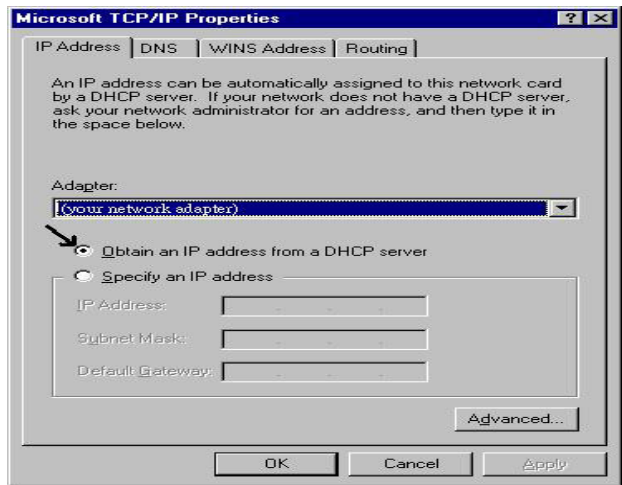 Microsoft TCP/IP Properties
IP Address DNS WINS Address Routing
An IP address can be automatically assigned to this network card
by a DHCP server. If your network does not have a DHCP server,
ask your network administrator for an address, and then type it in
the space below.
Adapter:
(your network adapter)
Obtain an IP address from a DHCP server
Specify an IP address
IP Address:
Subnet Mask:
Default Gateway:
Advanced...
OK Cancel Apply